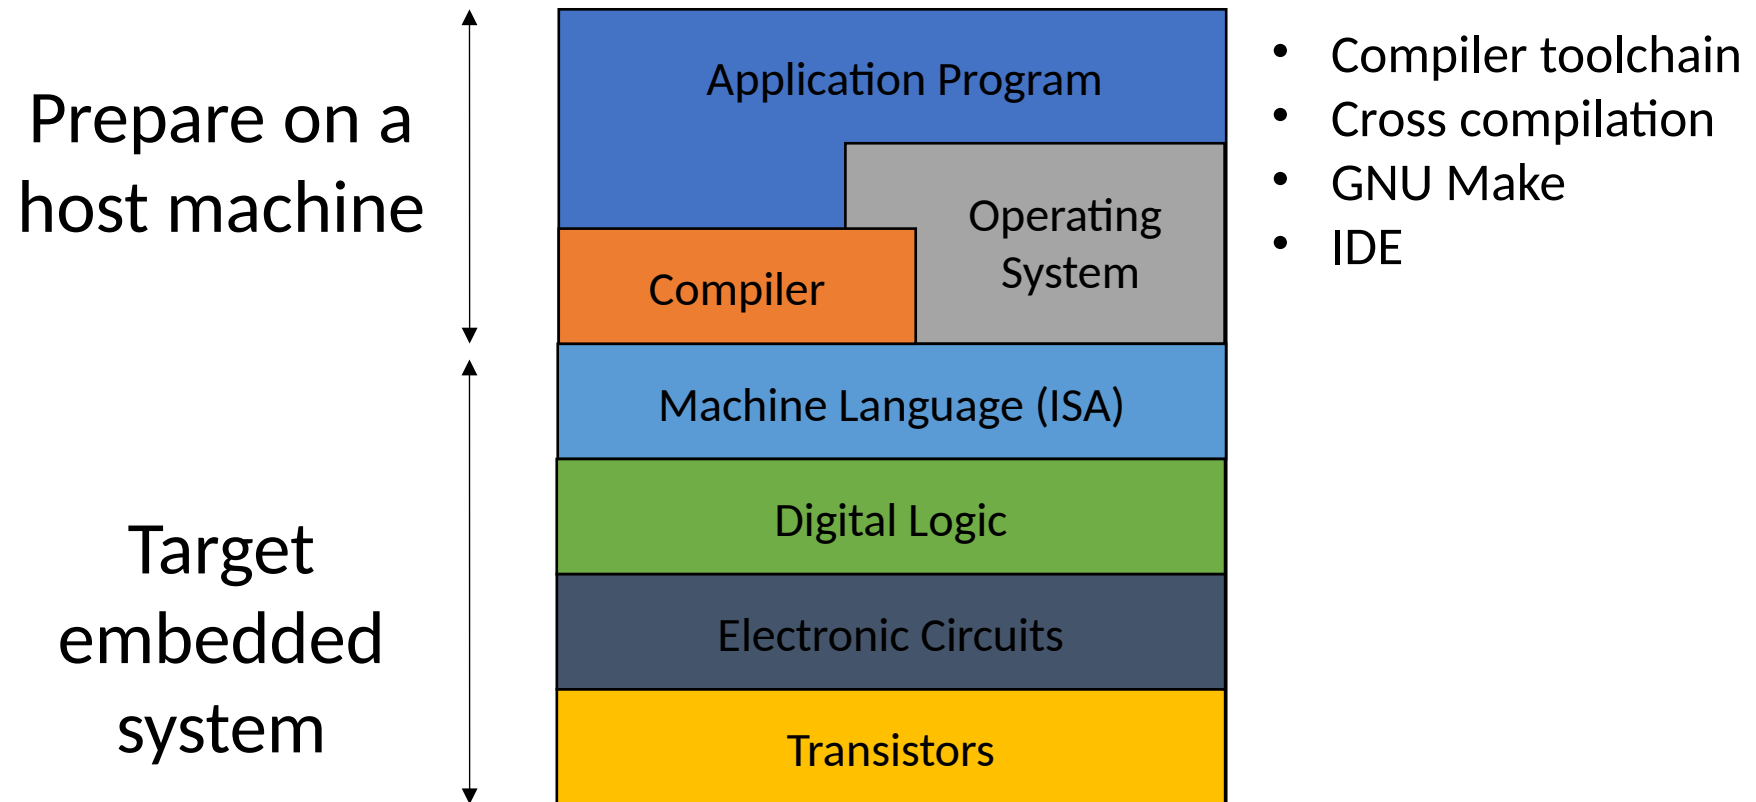 Prepare on a
host machine
Target
embedded
system
Application Program
Operating
System
Compiler
Machine Language (ISA)
Digital Logic
Electronic Circuits
Transistors
• Compiler toolchain
• Cross compilation
• GNU Make
• IDE